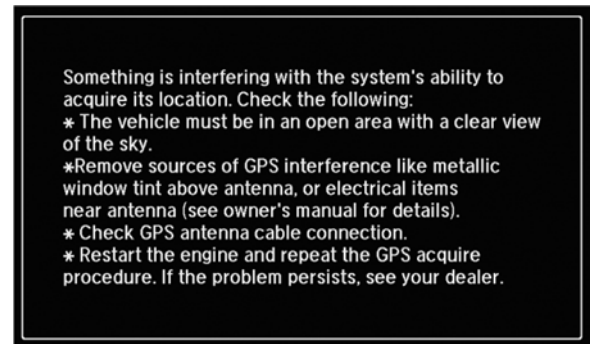 Something is interfering with the system's ability to
acquire its location. Check the following:
* The vehicle must be in an open area with a clear view
of the sky.
*Remove sources of GPS interference like metallic
window tint above antenna, or electrical items
near antenna (see owner's manual for details).
* Check GPS antenna cable connection.
* Restart the engine and repeat the GPS acquire
procedure. If the problem persists, see your dealer.